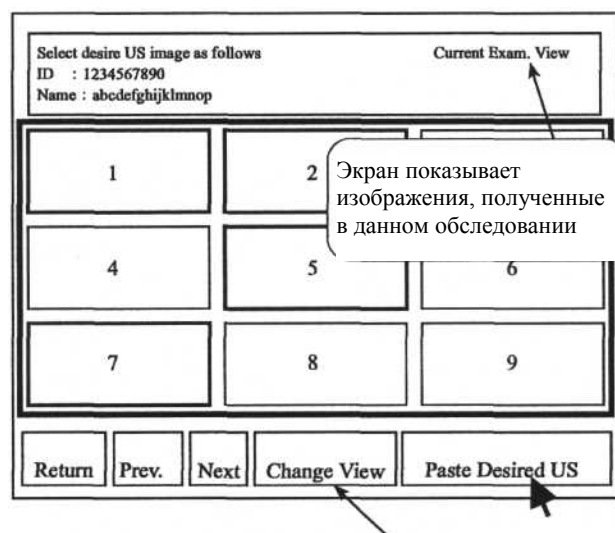 Select desire US image as follows
Current Exam. View
ID : 1234567890
Name : abcdefghijklmnop
1
2
Экран показывает
изображения, полученные
в данном обследовании
4
5
6
7
8
9
Return
Prev.
Next
Change View
Paste Desired US